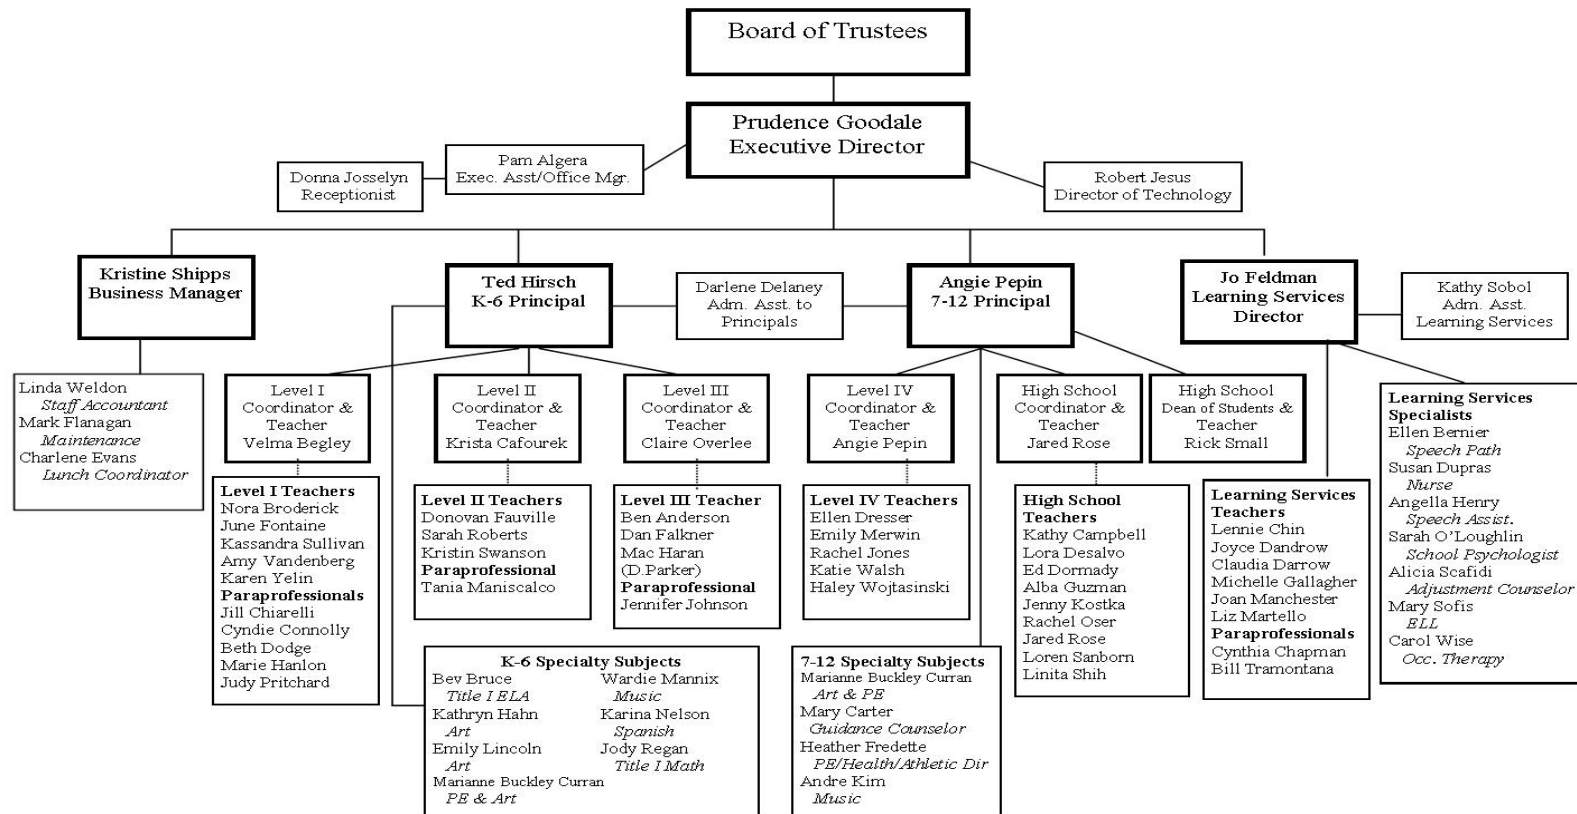 Board of Trustees
Prudence Goodale
Executive Director
Pam Algera
Exec. Asst/Office Mgr.
Donna Josselyn
Receptionist
Robert Jesus
Director of Technology
Kristine Shipps
Business Manager
Ted Hirsch
K-6 Principal
Darlene Delaney
Adm. Asst. to
Principals
Angie Pepin
7-12 Principal
Jo Feldman
Learning Services
Director
Kathy Sobol
Adm. Asst.
Learning Services
Linda Weldon
Staff Accountant
Mark Flanagan
Maintenance
Charlene Evans
Lunch Coordinator
Level I
Coordinator &
Teacher
Velma Begley
Level II
Coordinator &
Teacher
Krista Cafourek
Level III
Coordinator &
Teacher
Claire Overlee
Level IV
Coordinator &
Teacher
Angie Pepin
High School
Coordinator &
Teacher
Jared Rose
High School
Dean of Students &
Teacher
Rick Small
Level I Teachers
Nora Broderick
June Fontaine
Kassandra Sullivan
Amy Vandenberg
Karen Yelin
Paraprofessionals
Jill Chiarelli
Cyndie Connolly
Beth Dodge
Marie Hanlon
Judy Pritchard
Level II Teachers
Donovan Fauville
Sarah Roberts
Kristin Swanson
Paraprofessional
Tania Maniscalco
Level III Teacher
Ben Anderson
Dan Falkner
Mac Haran
(D.Parker)
Paraprofessional
Jennifer Johnson
Level IV Teachers
Ellen Dresser
Emily Merwin
Rachel Jones
Katie Walsh
Haley Wojtasinski
High School
Teachers
Kathy Campbell
Lora Desalvo
Ed Dormady
Alba Guzman
Jenny Kostka
Rachel Oser
Jared Rose
Loren Sanborn
Linita Shih
Learning Services
Teachers
Lennie Chin
Joyce Dandrow
Claudia Darrow
Michelle Gallagher
Joan Manchester
Liz Martello
Paraprofessionals
Cynthia Chapman
Bill Tramontana
Learning Services
Specialists
Ellen Bernier
Speech Path
Susan Dupras
Nurse
Angella Henry
Speech Assist.
Sarah O'Loughlin
School Psychologist
Alicia Scafidi
Adjustment Counselor
Mary Sofis
ELL
Carol Wise
Occ. Therapy
K-6 Specialty Subjects
Bev Bruce
Title I ELA
Kathryn Hahn
Art
Emily Lincoln
Art
Marianne Buckley Curran
PE & Art
Wardie Mannix
Music
Karina Nelson
Spanish
Jody Regan
Title I Math
7-12 Specialty Subjects
Marianne Buckley Curran
Art & PE
Mary Carter
Guidance Counselor
Heather Fredette
PE/Health/Athletic Dir
Andre Kim
Music